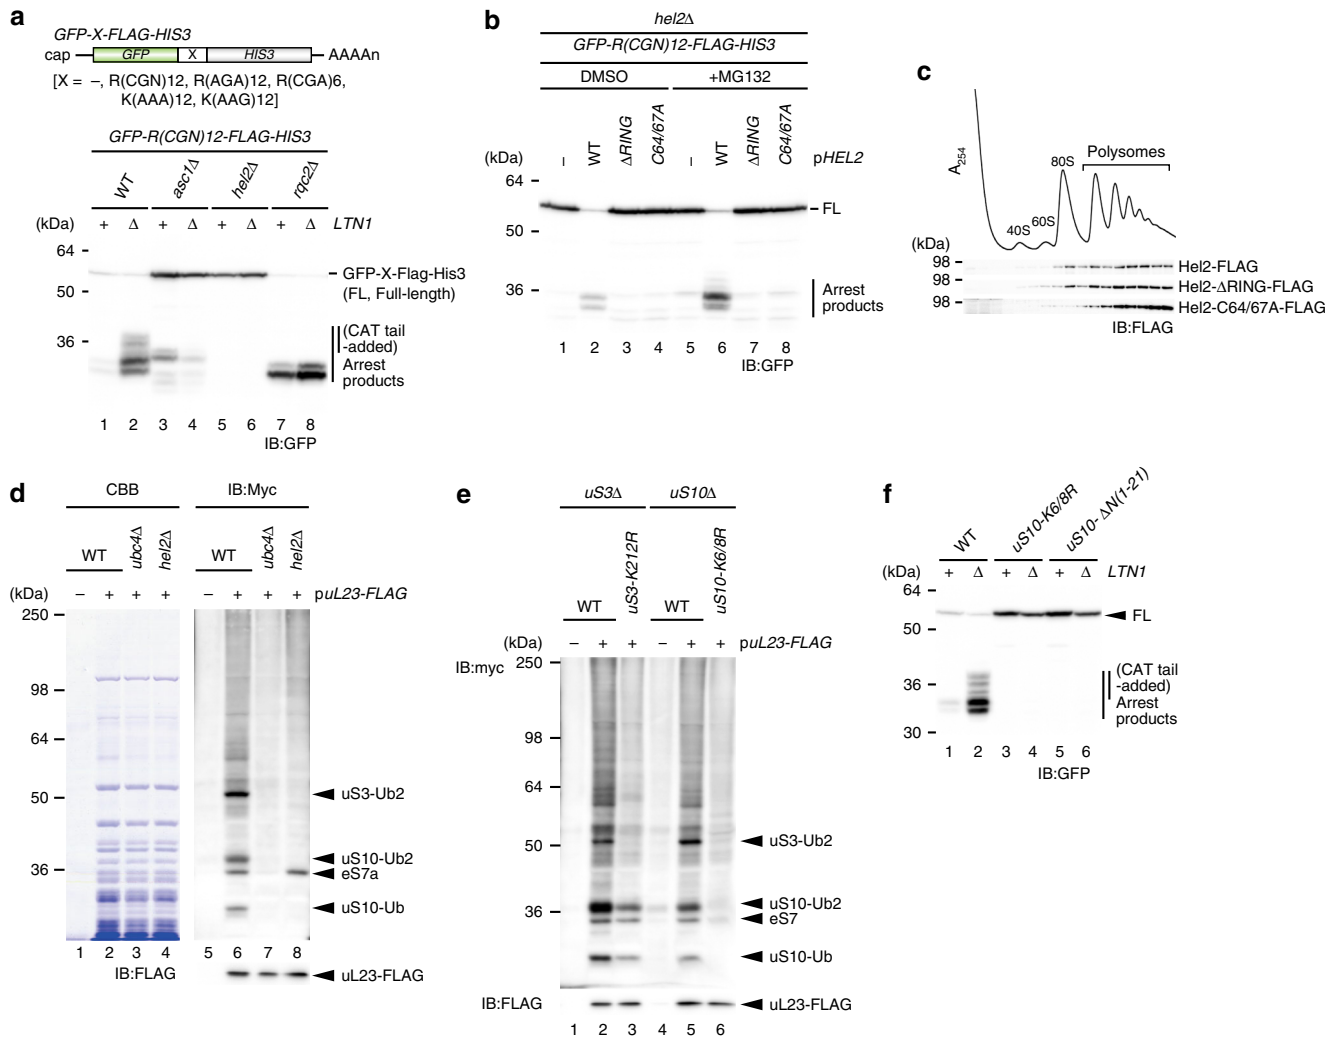 a
GFP-X-FLAG-HIS3
cap GFP X HIS3 AAAAn
[X = –, R(CGN)12, R(AGA)12, R(CGA)6,
K(AAA)12, K(AAG)12]
GFP-R(CGN)12-FLAG-HIS3
WT asc1Δ hel2Δ rqc2Δ
(kDa) + Δ + Δ + Δ + Δ LTN1
64
GFP-X-Flag-His3
(FL, Full-length)
50
36
(CAT tail
-added)
Arrest
products
1 2 3 4 5 6 7 8
IB:GFP
b
hel2Δ
GFP-R(CGN)12-FLAG-HIS3
DMSO +MG132
(kDa) – WT ΔRING C64/67A – WT ΔRING C64/67A pHEL2
64
FL
50
36
Arrest
products
1 2 3 4 5 6 7 8
IB:GFP
c
A254
40S 60S 80S Polysomes
(kDa)
98 Hel2-FLAG
98 Hel2-ΔRING-FLAG
98 Hel2-C64/67A-FLAG
IB:FLAG
d
CBB IB:Myc
WT ubc4Δ hel2Δ WT ubc4Δ hel2Δ
(kDa) – + + + – + + + puL23-FLAG
250
98
64
50
36
uS3-Ub2
uS10-Ub2
eS7a
uS10-Ub
1 2 3 4 5 6 7 8
IB:FLAG uL23-FLAG
e
uS3Δ uS10Δ
WT uS3-K212R WT uS10-K6/8R
(kDa) – + + – + + puL23-FLAG
IB:myc 250
98
64
50
36
uS3-Ub2
uS10-Ub2
eS7
uS10-Ub
IB:FLAG uL23-FLAG
1 2 3 4 5 6
f
WT uS10-K6/8R uS10-ΔN(1-21)
(kDa) + Δ + Δ + Δ LTN1
64
FL
50
36
(CAT tail
-added)
Arrest
products
30
1 2 3 4 5 6
IB:GFP